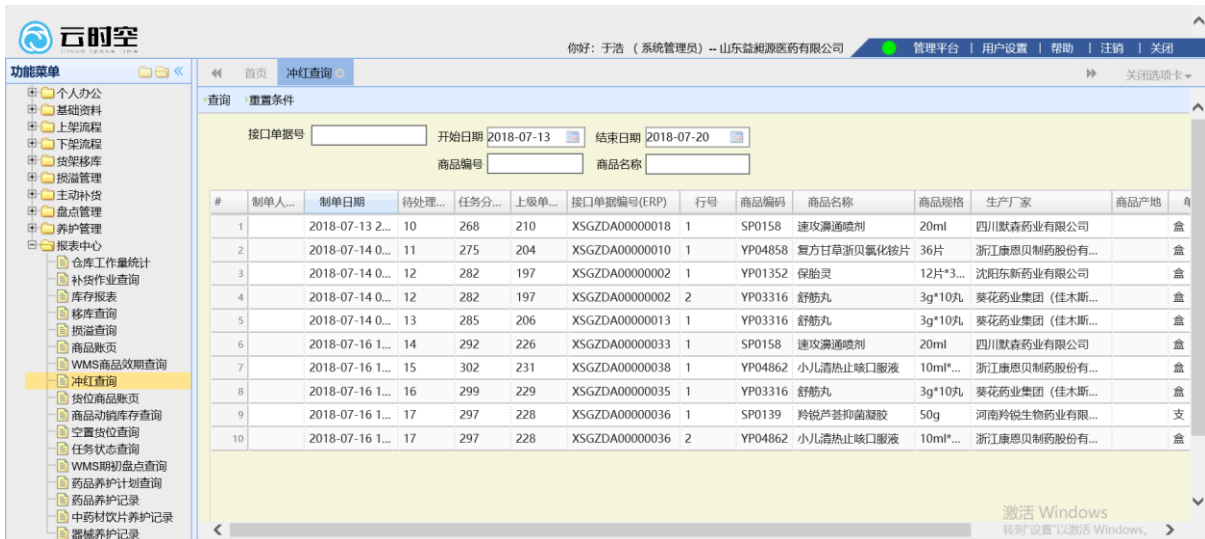 云时空
Cloud Space Time
你好：于浩 （ 系统管理员）-- 山东益昶源医药有限公司 管理平台 | 用户设置 | 帮助 | 注销 | 关闭
功能菜单
首页 冲红查询 关闭选项卡
个人办公
基础资料
上架流程
下架流程
货架移库
损溢管理
主动补货
盘点管理
养护管理
报表中心
仓库工作量统计
补货作业查询
库存报表
移库查询
损溢查询
商品账页
WMS商品效期查询
冲红查询
货位商品账页
商品动销库存查询
空置货位查询
任务状态查询
WMS期初盘点查询
药品养护计划查询
药品养护记录
中药材饮片养护记录
器械养护记录
查询 重置条件
接口单据号 开始日期 2018-07-13 结束日期 2018-07-20
商品编号 商品名称
# 制单人... 制单日期 待处理... 任务分... 上级单... 接口单据编号(ERP) 行号 商品编码 商品名称 商品规格 生产厂家 商品产地
1 2018-07-13 2... 10 268 210 XSGZDA00000018 1 SP0158 速攻濞通喷剂 20ml 四川默森药业有限公司 盒
2 2018-07-14 0... 11 275 204 XSGZDA00000010 1 YP04858 复方甘草浙贝氯化铵片 36片 浙江康恩贝制药股份有... 盒
3 2018-07-14 0... 12 282 197 XSGZDA00000002 1 YP01352 保胎灵 12片*3... 沈阳东新药业有限公司 盒
4 2018-07-14 0... 12 282 197 XSGZDA00000002 2 YP03316 舒筋丸 3g*10丸 葵花药业集团（佳木斯... 盒
5 2018-07-14 0... 13 285 206 XSGZDA00000013 1 YP03316 舒筋丸 3g*10丸 葵花药业集团（佳木斯... 盒
6 2018-07-16 1... 14 292 226 XSGZDA00000033 1 SP0158 速攻濞通喷剂 20ml 四川默森药业有限公司 盒
7 2018-07-16 1... 15 302 231 XSGZDA00000038 1 YP04862 小儿清热止咳口服液 10ml*... 浙江康恩贝制药股份有... 盒
8 2018-07-16 1... 16 299 229 XSGZDA00000035 1 YP03316 舒筋丸 3g*10丸 葵花药业集团（佳木斯... 盒
9 2018-07-16 1... 17 297 228 XSGZDA00000036 1 SP0139 羚锐芦荟抑菌凝胶 50g 河南羚锐生物药业有限... 支
10 2018-07-16 1... 17 297 228 XSGZDA00000036 2 YP04862 小儿清热止咳口服液 10ml*... 浙江康恩贝制药股份有... 盒
激活 Windows
转到"设置"以激活 Windows。